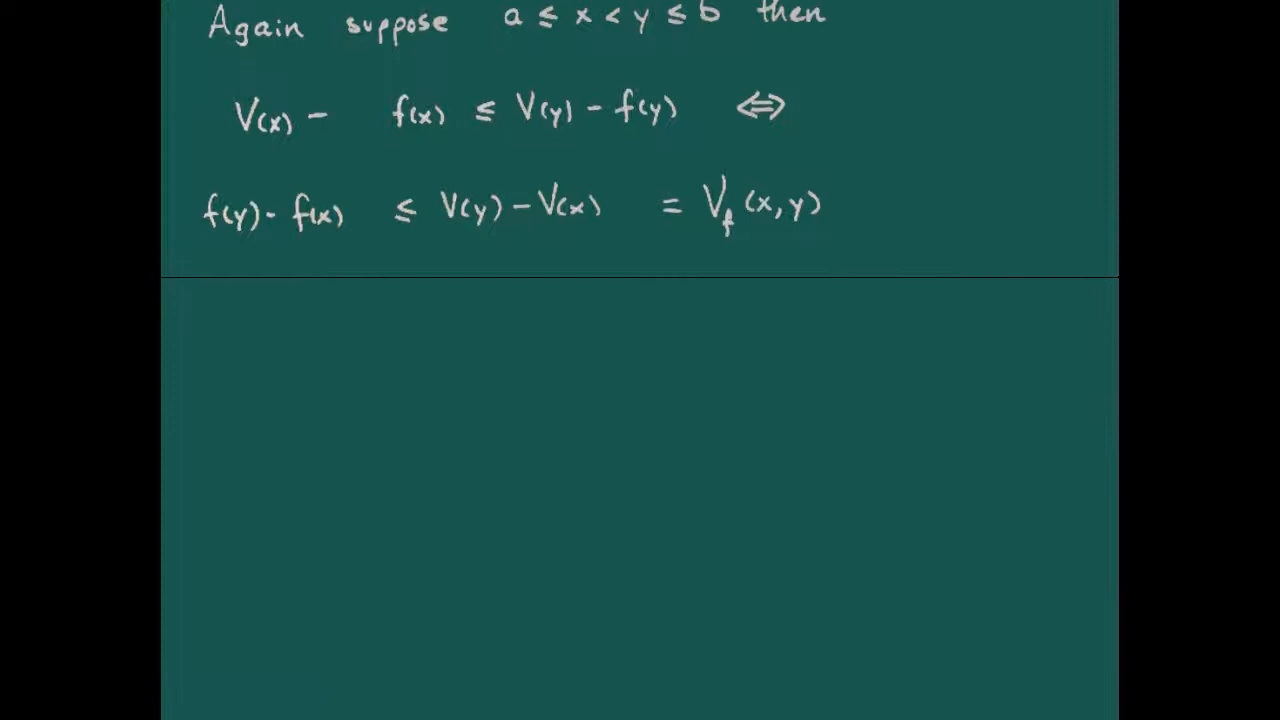 Again suppose a ≤ x < y ≤ b then
V(x) - f(x) ≤ V(y) - f(y) ⇔
f(y) - f(x) ≤ V(y) - V(x) = V_f (x, y)